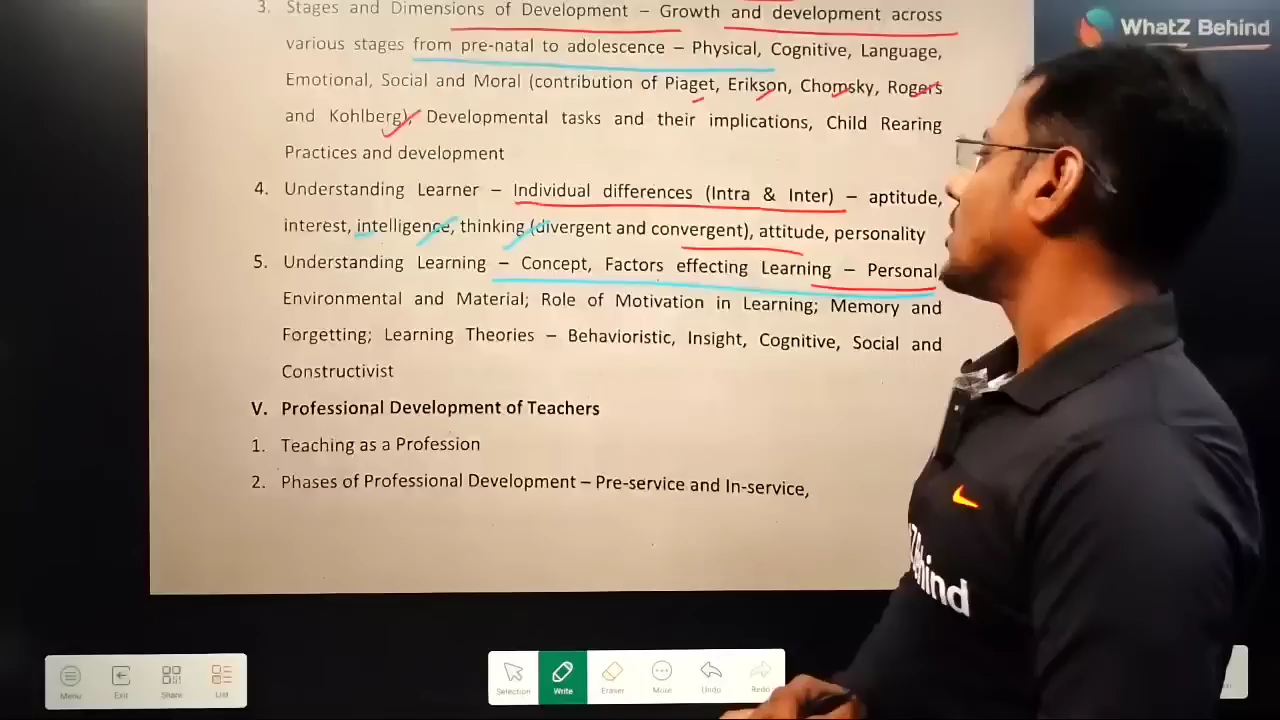 3. Stages and Dimensions of Development – Growth and development across
various stages from pre-natal to adolescence – Physical, Cognitive, Language,
Emotional, Social and Moral (contribution of Piaget, Erikson, Chomsky, Rogers
and Kohlberg), Developmental tasks and their implications, Child Rearing
Practices and development
4. Understanding Learner – Individual differences (Intra & Inter) – aptitude,
interest, intelligence, thinking (divergent and convergent), attitude, personality
5. Understanding Learning – Concept, Factors effecting Learning – Personal,
Environmental and Material; Role of Motivation in Learning; Memory and
Forgetting; Learning Theories – Behavioristic, Insight, Cognitive, Social and
Constructivist
V. Professional Development of Teachers
1. Teaching as a Profession
2. Phases of Professional Development – Pre-service and In-service,
WhatZ Behind
Menu
Exit
Share
List
Selection
Write
Eraser
More
Undo
Redo